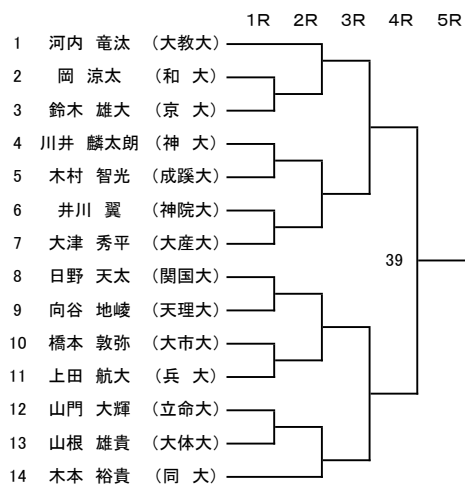 1R 2R 3R 4R 5R
1 河内 竜汰 (大教大)
2 岡 涼太 (和 大)
3 鈴木 雄大 (京 大)
4 川井 麟太朗 (神 大)
5 木村 智光 (成蹊大)
6 井川 翼 (神院大)
7 大津 秀平 (大産大)
39
8 日野 天太 (関国大)
9 向谷 地崚 (天理大)
10 橋本 敦弥 (大市大)
11 上田 航大 (兵 大)
12 山門 大輝 (立命大)
13 山根 雄貴 (大体大)
14 木本 裕貴 (同 大)